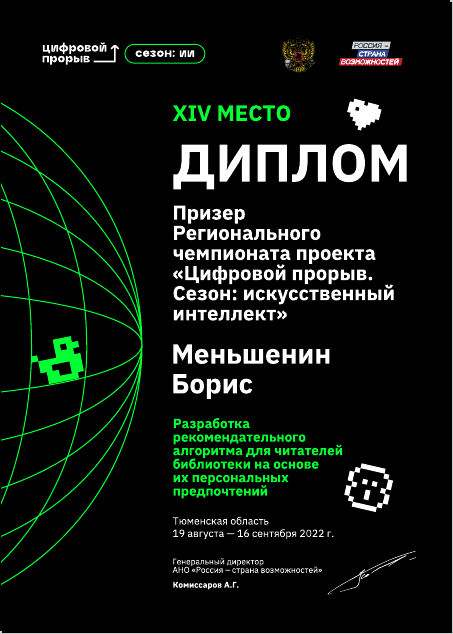 цифровой
прорыв:
сезон: ИИ
РОССИЯ –
СТРАНА
ВОЗМОЖНОСТЕЙ
XIV МЕСТО
ДИПЛОМ
Призер
Регионального
чемпионата проекта
«Цифровой прорыв.
Сезон: искусственный
интеллект»
Меньшенин
Борис
Разработка
рекомендательного
алгоритма для читателей
библиотеки на основе
их персональных
предпочтений
Тюменская область
19 августа — 16 сентября 2022 г.
Генеральный директор
АНО «Россия – страна возможностей»
Комиссаров А.Г.